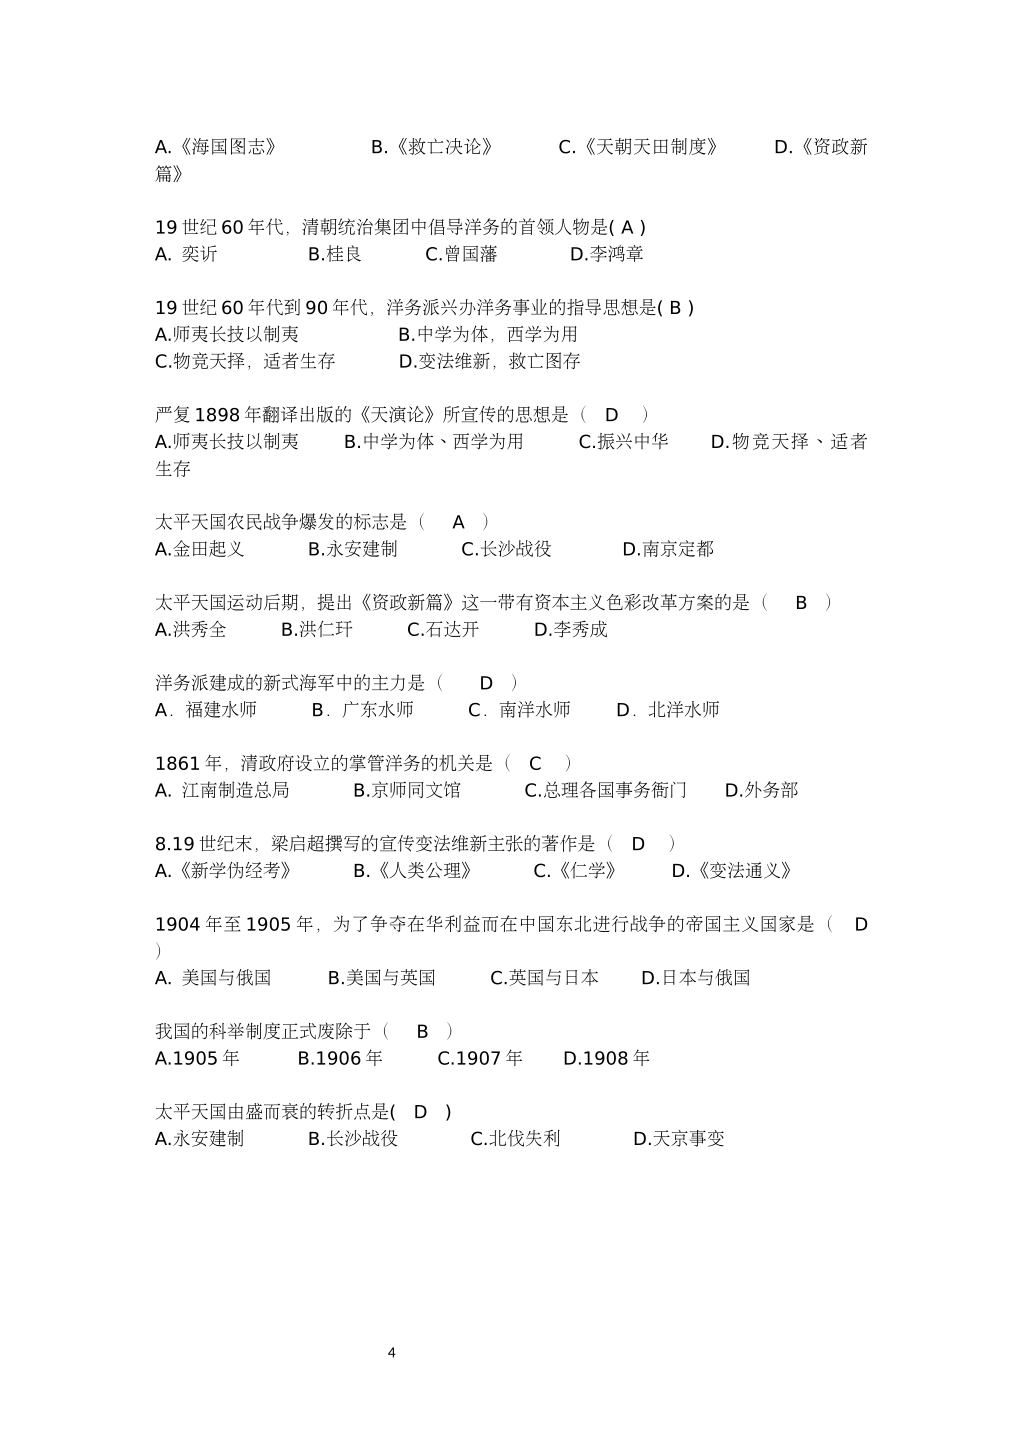 A.《海国图志》 B.《救亡决论》 C.《天朝天田制度》 D.《资政新
篇》
19 世纪 60 年代，清朝统治集团中倡导洋务的首领人物是( A )
A. 奕䜣 B.桂良 C.曾国藩 D.李鸿章
19 世纪 60 年代到 90 年代，洋务派兴办洋务事业的指导思想是( B )
A.师夷长技以制夷 B.中学为体，西学为用
C.物竞天择，适者生存 D.变法维新，救亡图存
严复 1898 年翻译出版的《天演论》所宣传的思想是（ D ）
A.师夷长技以制夷 B.中学为体、西学为用 C.振兴中华 D.物竞天择、适者
生存
太平天国农民战争爆发的标志是（ A ）
A.金田起义 B.永安建制 C.长沙战役 D.南京定都
太平天国运动后期，提出《资政新篇》这一带有资本主义色彩改革方案的是（ B ）
A.洪秀全 B.洪仁玕 C.石达开 D.李秀成
洋务派建成的新式海军中的主力是（ D ）
A．福建水师 B．广东水师 C．南洋水师 D．北洋水师
1861 年，清政府设立的掌管洋务的机关是（ C ）
A. 江南制造总局 B.京师同文馆 C.总理各国事务衙门 D.外务部
8.19 世纪末，梁启超撰写的宣传变法维新主张的著作是（ D ）
A.《新学伪经考》 B.《人类公理》 C.《仁学》 D.《变法通义》
1904 年至 1905 年，为了争夺在华利益而在中国东北进行战争的帝国主义国家是（ D
）
A. 美国与俄国 B.美国与英国 C.英国与日本 D.日本与俄国
我国的科举制度正式废除于（ B ）
A.1905 年 B.1906 年 C.1907 年 D.1908 年
太平天国由盛而衰的转折点是( D )
A.永安建制 B.长沙战役 C.北伐失利 D.天京事变
4